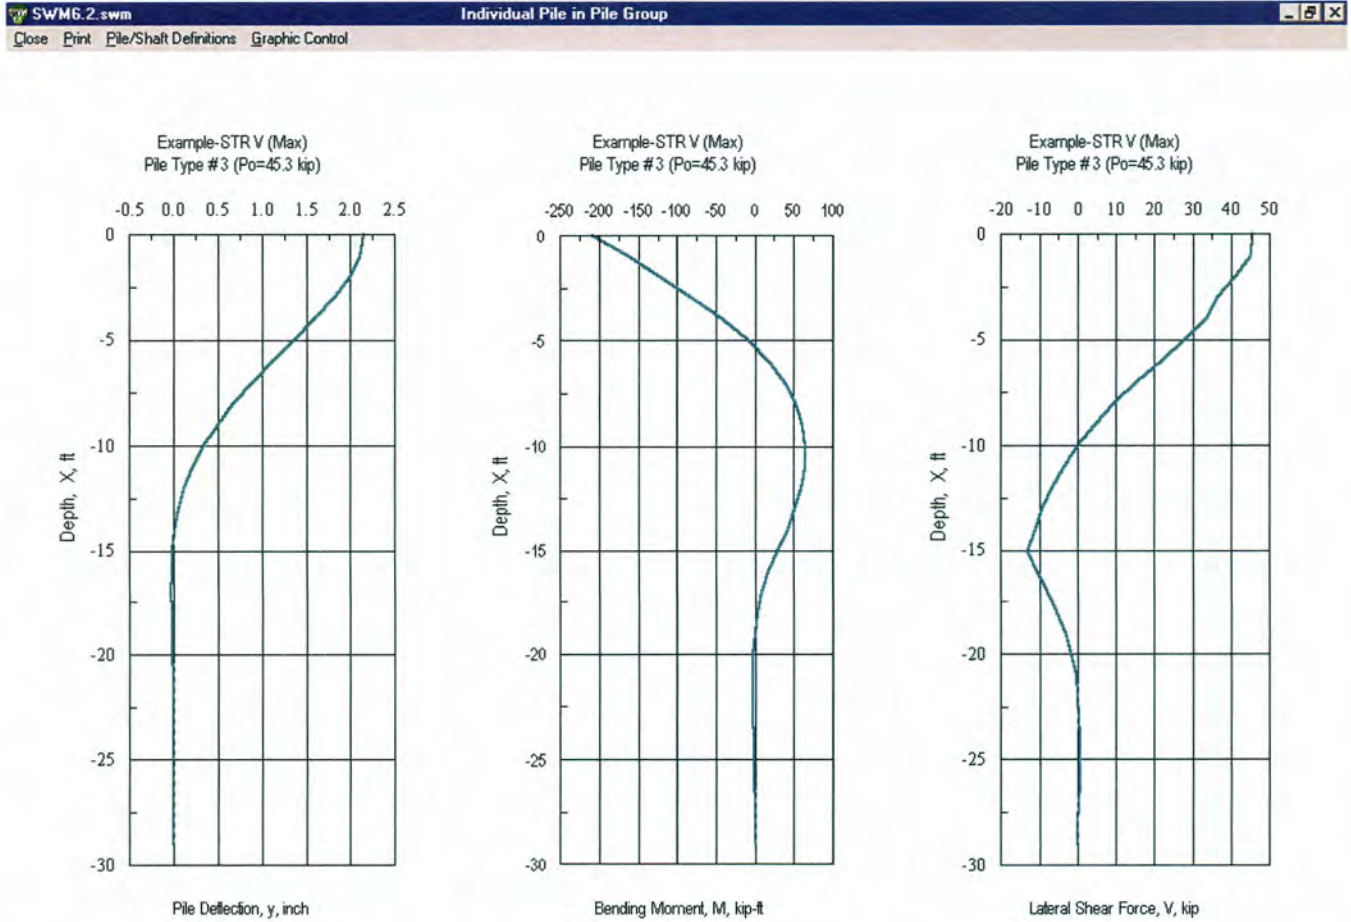 SWM6.2.swm Individual Pile in Pile Group
Close Print Pile/Shaft Definitions Graphic Control
Example-STR V (Max)
Pile Type #3 (Po=45.3 kip)
-0.5 0.0 0.5 1.0 1.5 2.0 2.5
0
-5
-10
-15
-20
-25
-30
Depth, X, ft
Pile Deflection, y, inch
Example-STR V (Max)
Pile Type #3 (Po=45.3 kip)
-250 -200 -150 -100 -50 0 50 100
0
-5
-10
-15
-20
-25
-30
Depth, X, ft
Bending Moment, M, kip-ft
Example-STR V (Max)
Pile Type #3 (Po=45.3 kip)
-20 -10 0 10 20 30 40 50
0
-5
-10
-15
-20
-25
-30
Depth, X, ft
Lateral Shear Force, V, kip